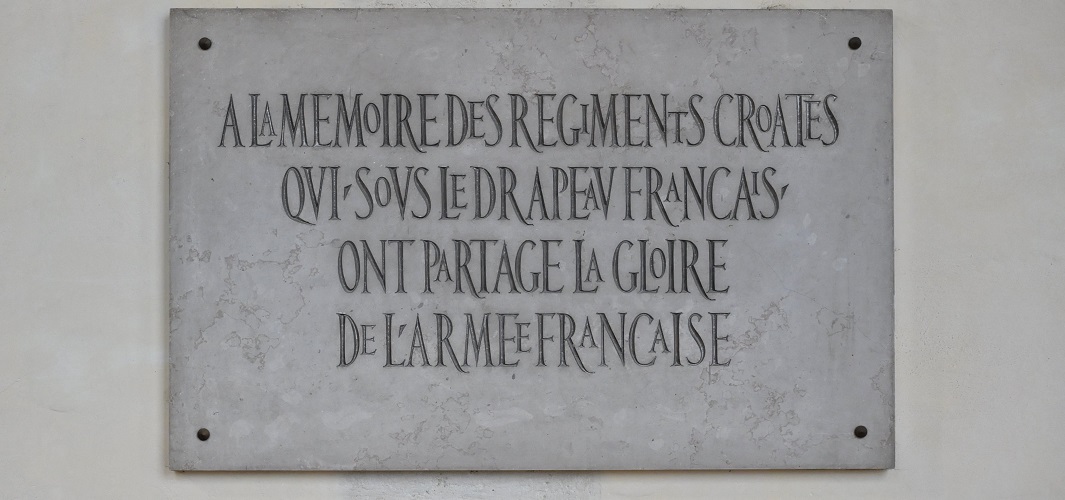 A LA MEMOIRE DES REGIMENTS CROATES
QVI, SOVS LE DRAPEAV FRANCAIS,
ONT PARTAGE LA GLOIRE
DE L'ARMEE FRANCAISE